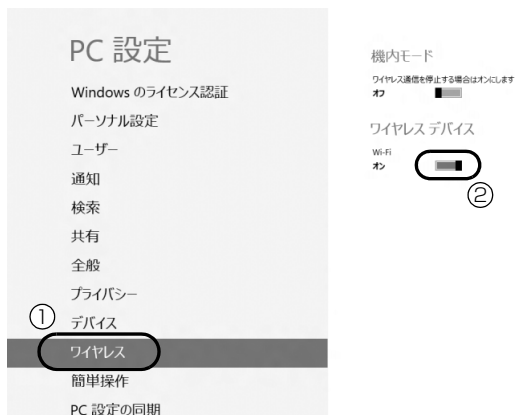 PC 設定
Windows のライセンス認証
パーソナル設定
ユーザー
通知
検索
共有
全般
プライバシー
① デバイス
ワイヤレス
簡単操作
PC 設定の同期
機内モード
ワイヤレス通信を停止する場合はオンにします
オフ
ワイヤレス デバイス
Wi-Fi
オン
②